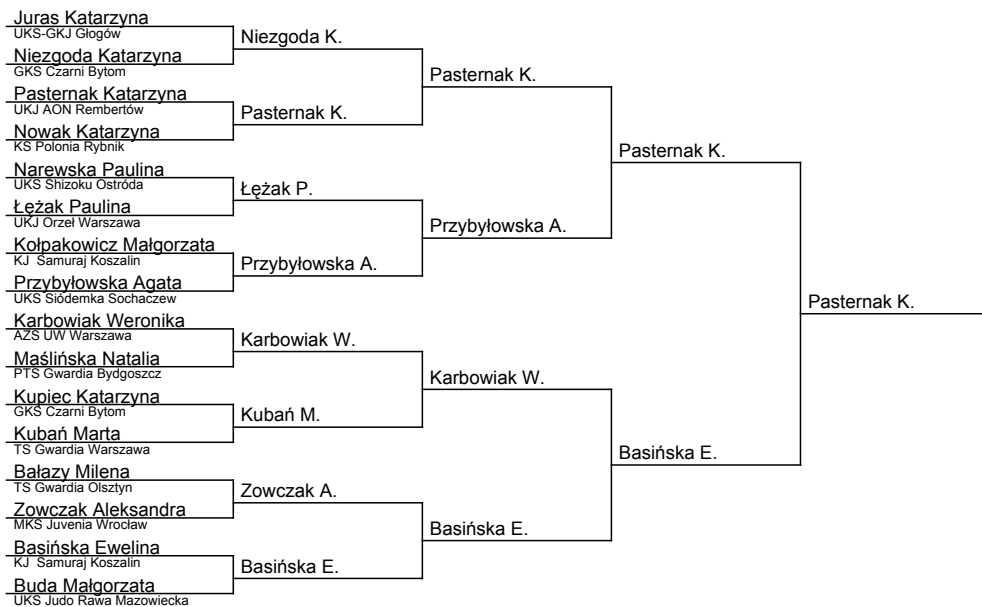 Juras Katarzyna
UKS-GKJ Głogów
Niezgoda Katarzyna
GKS Czarni Bytom
Pasternak Katarzyna
UKJ AON Rembertów
Nowak Katarzyna
KS Polonia Rybnik
Narewska Paulina
UKS Shizoku Ostróda
Łężak Paulina
UKJ Orzeł Warszawa
Kołpakowicz Małgorzata
KJ Samuraj Koszalin
Przybyłowska Agata
UKS Siódemka Sochaczew
Karbowiak Weronika
AZS UW Warszawa
Maślińska Natalia
PTS Gwardia Bydgoszcz
Kupiec Katarzyna
GKS Czarni Bytom
Kubań Marta
TS Gwardia Warszawa
Bałazy Milena
TS Gwardia Olsztyn
Zowczak Aleksandra
MKS Juvenia Wrocław
Basińska Ewelina
KJ Samuraj Koszalin
Buda Małgorzata
UKS Judo Rawa Mazowiecka
Niezgoda K.
Pasternak K.
Łężak P.
Przybyłowska A.
Karbowiak W.
Kubań M.
Zowczak A.
Basińska E.
Pasternak K.
Przybyłowska A.
Karbowiak W.
Basińska E.
Pasternak K.
Basińska E.
Pasternak K.